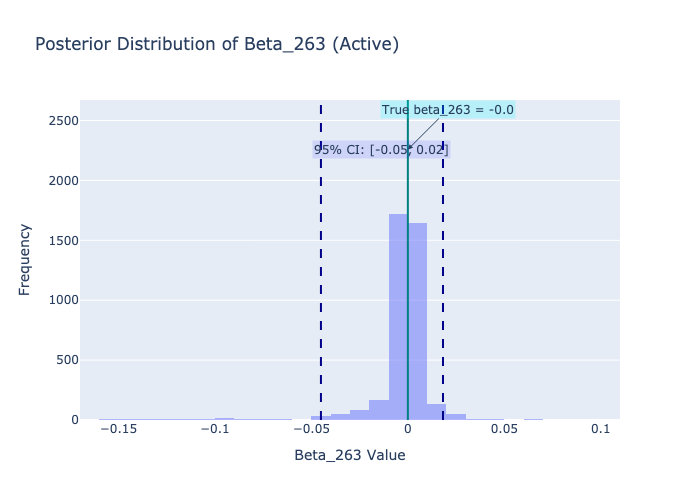 Posterior Distribution of Beta_263 (Active)
True beta_263 = -0.0
95% CI: [-0.05, 0.02]
Frequency
2500
2000
1500
1000
500
0
−0.15
−0.1
−0.05
0
0.05
0.1
Beta_263 Value